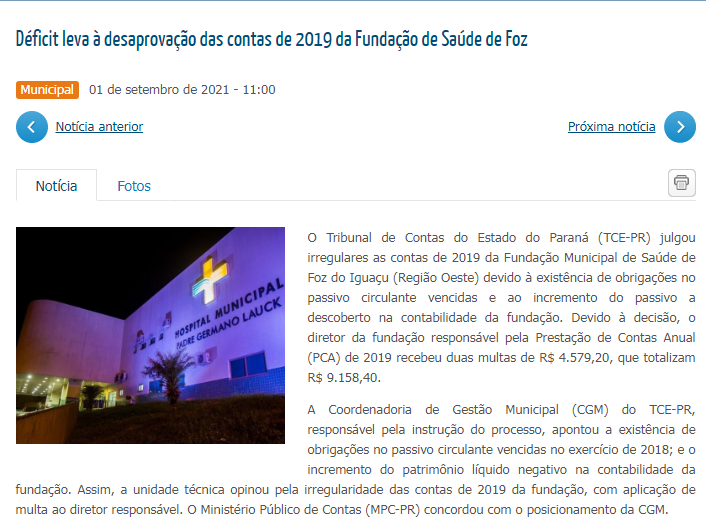 Déficit leva à desaprovação das contas de 2019 da Fundação de Saúde de Foz
Municipal 01 de setembro de 2021 - 11:00
Notícia anterior
Próxima notícia
Notícia
Fotos
HOSPITAL MUNICIPAL
PADRE GERMANO LAUCK
O Tribunal de Contas do Estado do Paraná (TCE-PR) julgou
irregulares as contas de 2019 da Fundação Municipal de Saúde de
Foz do Iguaçu (Região Oeste) devido à existência de obrigações no
passivo circulante vencidas e ao incremento do passivo a
descoberto na contabilidade da fundação. Devido à decisão, o
diretor da fundação responsável pela Prestação de Contas Anual
(PCA) de 2019 recebeu duas multas de R$ 4.579,20, que totalizam
R$ 9.158,40.
A Coordenadoria de Gestão Municipal (CGM) do TCE-PR,
responsável pela instrução do processo, apontou a existência de
obrigações no passivo circulante vencidas no exercício de 2018; e o
incremento do patrimônio líquido negativo na contabilidade da
fundação. Assim, a unidade técnica opinou pela irregularidade das contas de 2019 da fundação, com aplicação de
multa ao diretor responsável. O Ministério Público de Contas (MPC-PR) concordou com o posicionamento da CGM.